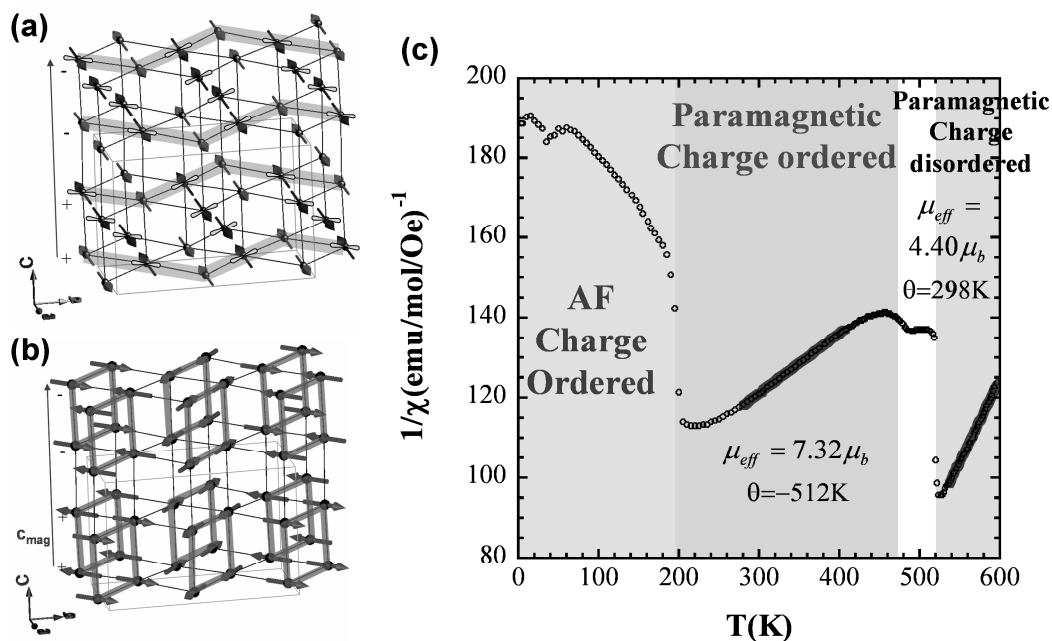 (a)
-
-
+
+
C
a
b
(b)
-
-
+
+
c_mag
C
a
b
(c)
200
180
160
140
120
100
80
1/χ(emu/mol/Oe)⁻¹
Paramagnetic
Charge ordered
Paramagnetic
Charge
disordered
μ_eff =
4.40μ_b
θ=298K
AF
Charge
Ordered
μ_eff = 7.32μ_b
θ=−512K
0 100 200 300 400 500 600
T(K)